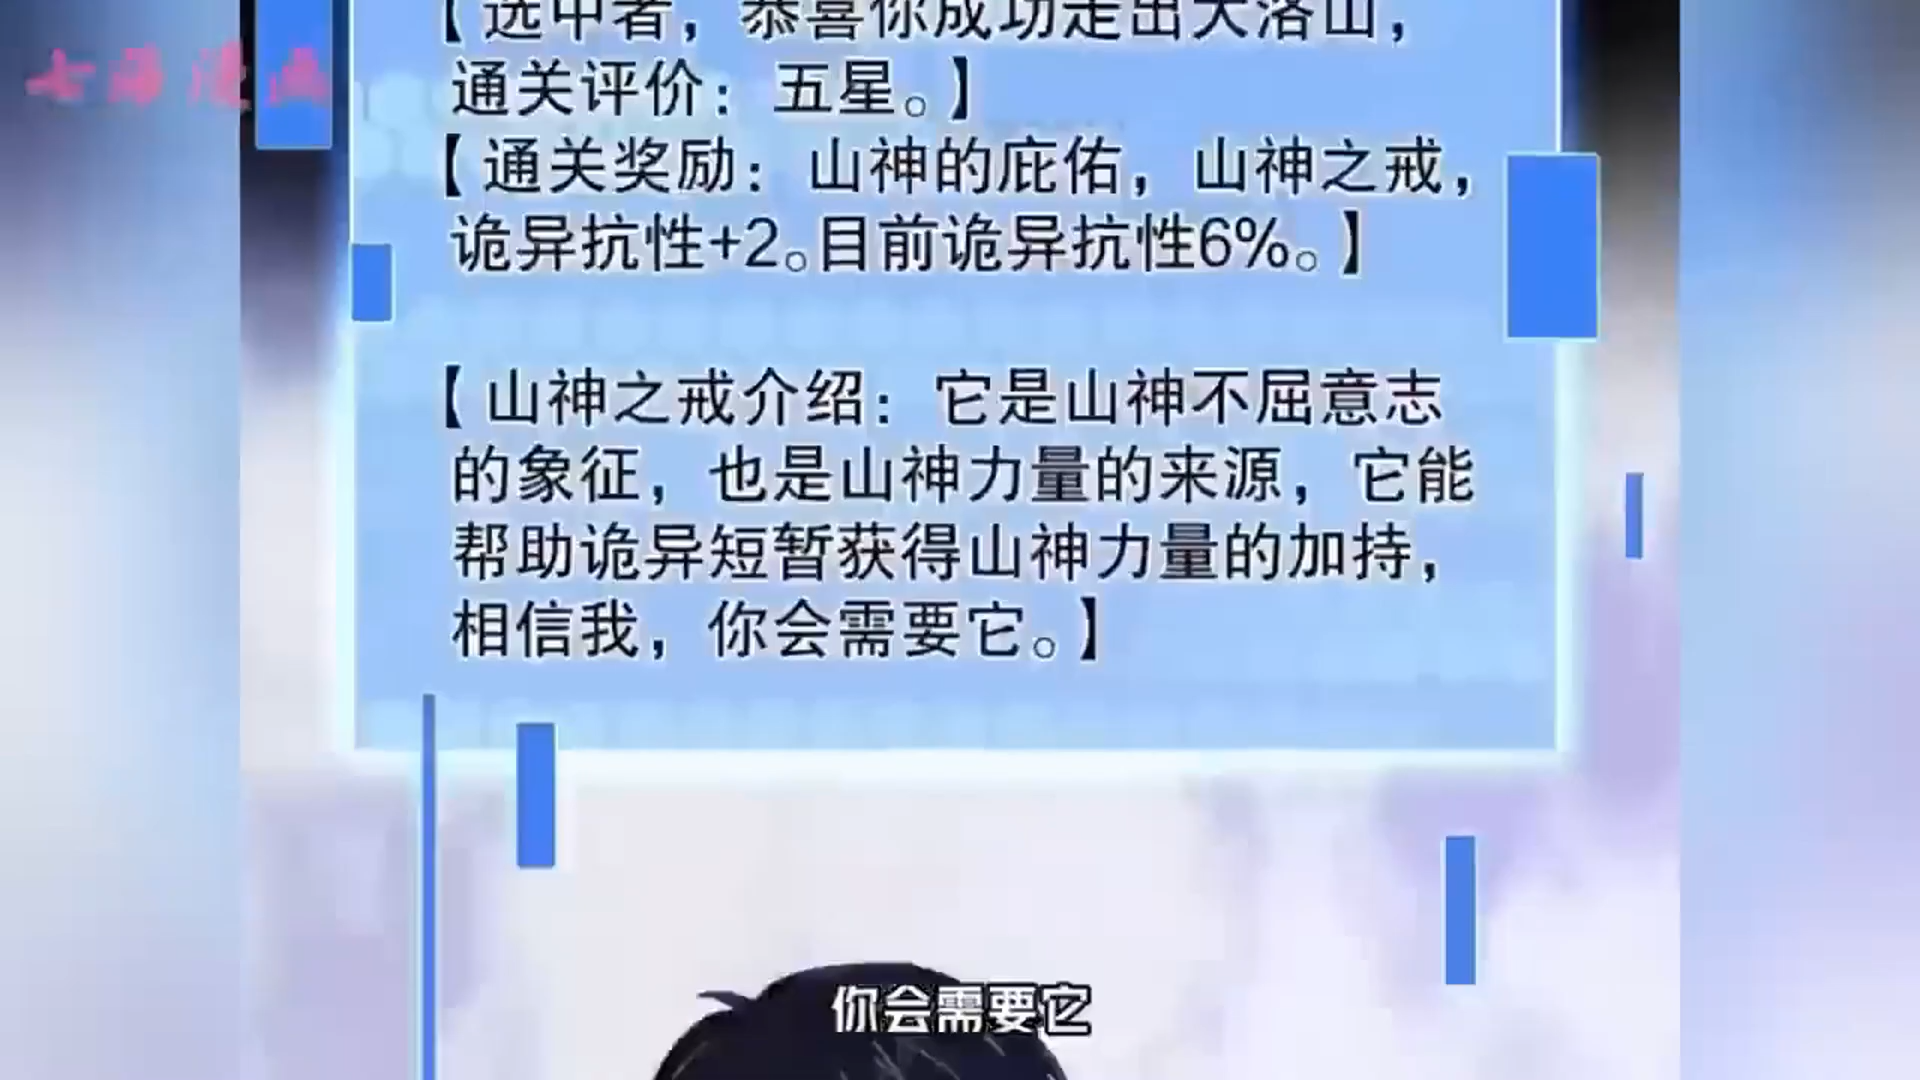 【选中者，恭喜你成功走出大洛山，
七海漫画
通关评价：五星。】
【通关奖励：山神的庇佑，山神之戒，
诡异抗性+2。目前诡异抗性6%。】
【山神之戒介绍：它是山神不屈意志
的象征，也是山神力量的来源，它能
帮助诡异短暂获得山神力量的加持，
相信我，你会需要它。】
你会需要它